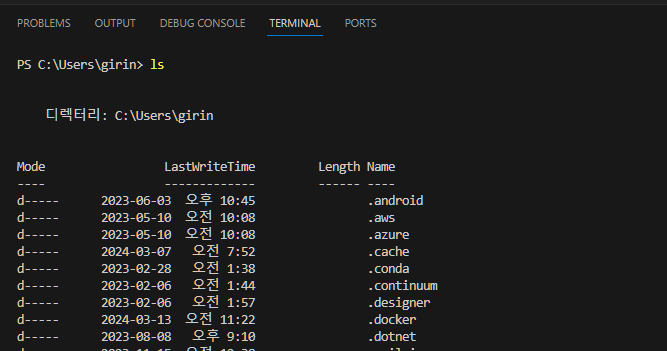 PROBLEMS OUTPUT DEBUG CONSOLE TERMINAL PORTS
PS C:\Users\girin> ls
디렉터리: C:\Users\girin
Mode LastWriteTime Length Name
---- ------------- ------ ----
d----- 2023-06-03 오후 10:45 .android
d----- 2023-05-10 오전 10:08 .aws
d----- 2023-05-10 오전 10:08 .azure
d----- 2024-03-07 오전 7:52 .cache
d----- 2023-02-28 오전 1:38 .conda
d----- 2023-02-06 오전 1:44 .continuum
d----- 2023-02-06 오전 1:57 .designer
d----- 2024-03-13 오전 11:22 .docker
d----- 2023-08-08 오후 9:10 .dotnet